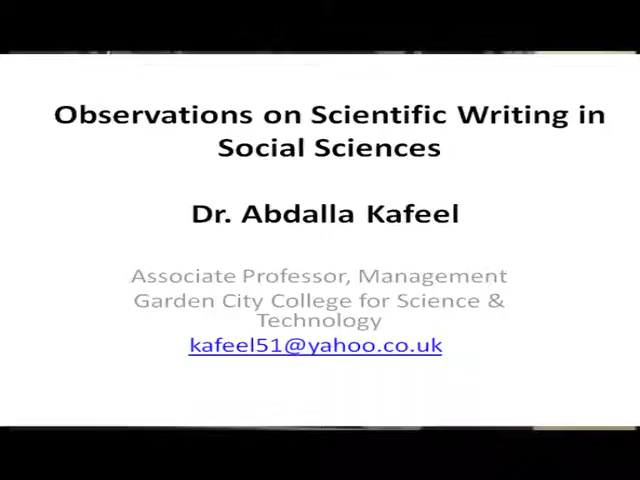 Observations on Scientific Writing in
Social Sciences
Dr. Abdalla Kafeel
Associate Professor, Management
Garden City College for Science &
Technology
kafeel51@yahoo.co.uk